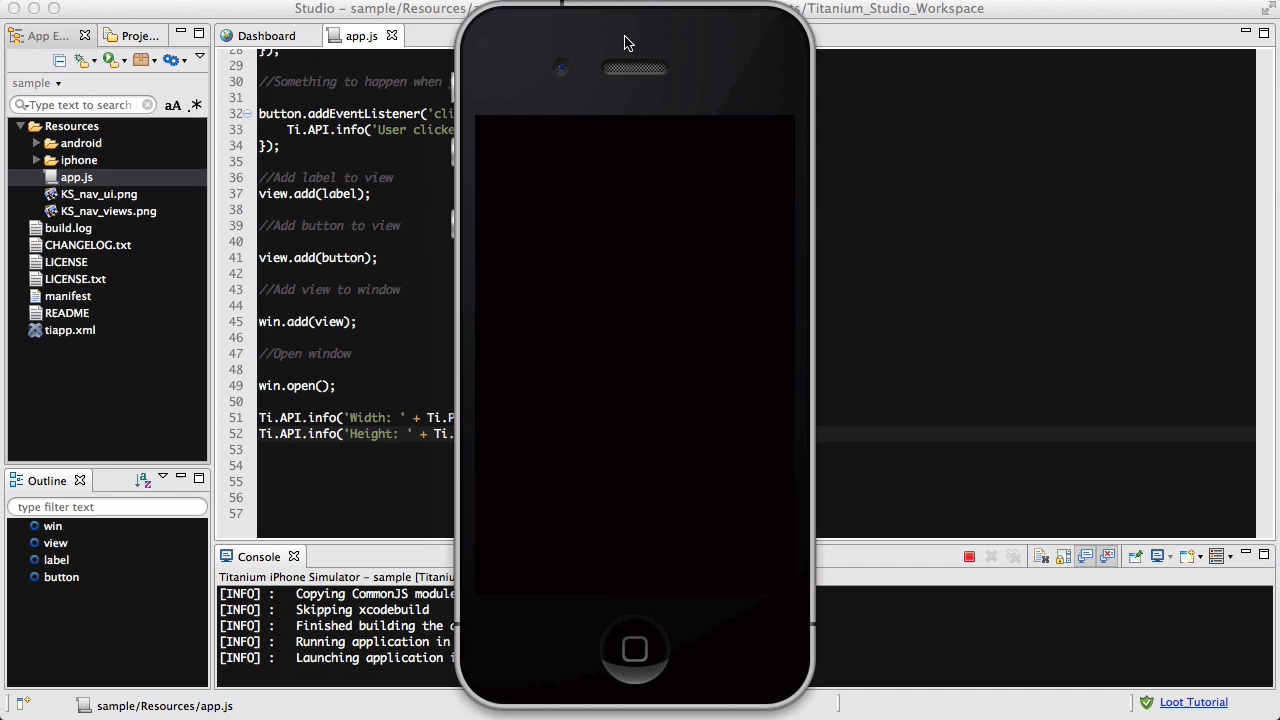 Studio - sample/Resources/a
ts/Titanium_Studio_Workspace
App E...
Proje...
Dashboard
app.js
sample
Type text to search
aA .*
Resources
android
iphone
app.js
KS_nav_ui.png
KS_nav_views.png
build.log
CHANGELOG.txt
LICENSE
LICENSE.txt
manifest
README
tiapp.xml
28 });
29
30 //Something to happen when
31
32 button.addEventListener('cli
33 Ti.API.info('User clicke
34 });
35
36 //Add label to view
37 view.add(label);
38
39 //Add button to view
40
41 view.add(button);
42
43 //Add view to window
44
45 win.add(view);
46
47 //Open window
48
49 win.open();
50
51 Ti.API.info('Width: ' + Ti.P
52 Ti.API.info('Height: ' + Ti.
53
54
55
56
57
Outline
type filter text
win
view
label
button
Console
Titanium iPhone Simulator - sample [Titaniu
[INFO] : Copying CommonJS module
[INFO] : Skipping xcodebuild
[INFO] : Finished building the
[INFO] : Running application in
[INFO] : Launching application i
sample/Resources/app.js
Loot Tutorial